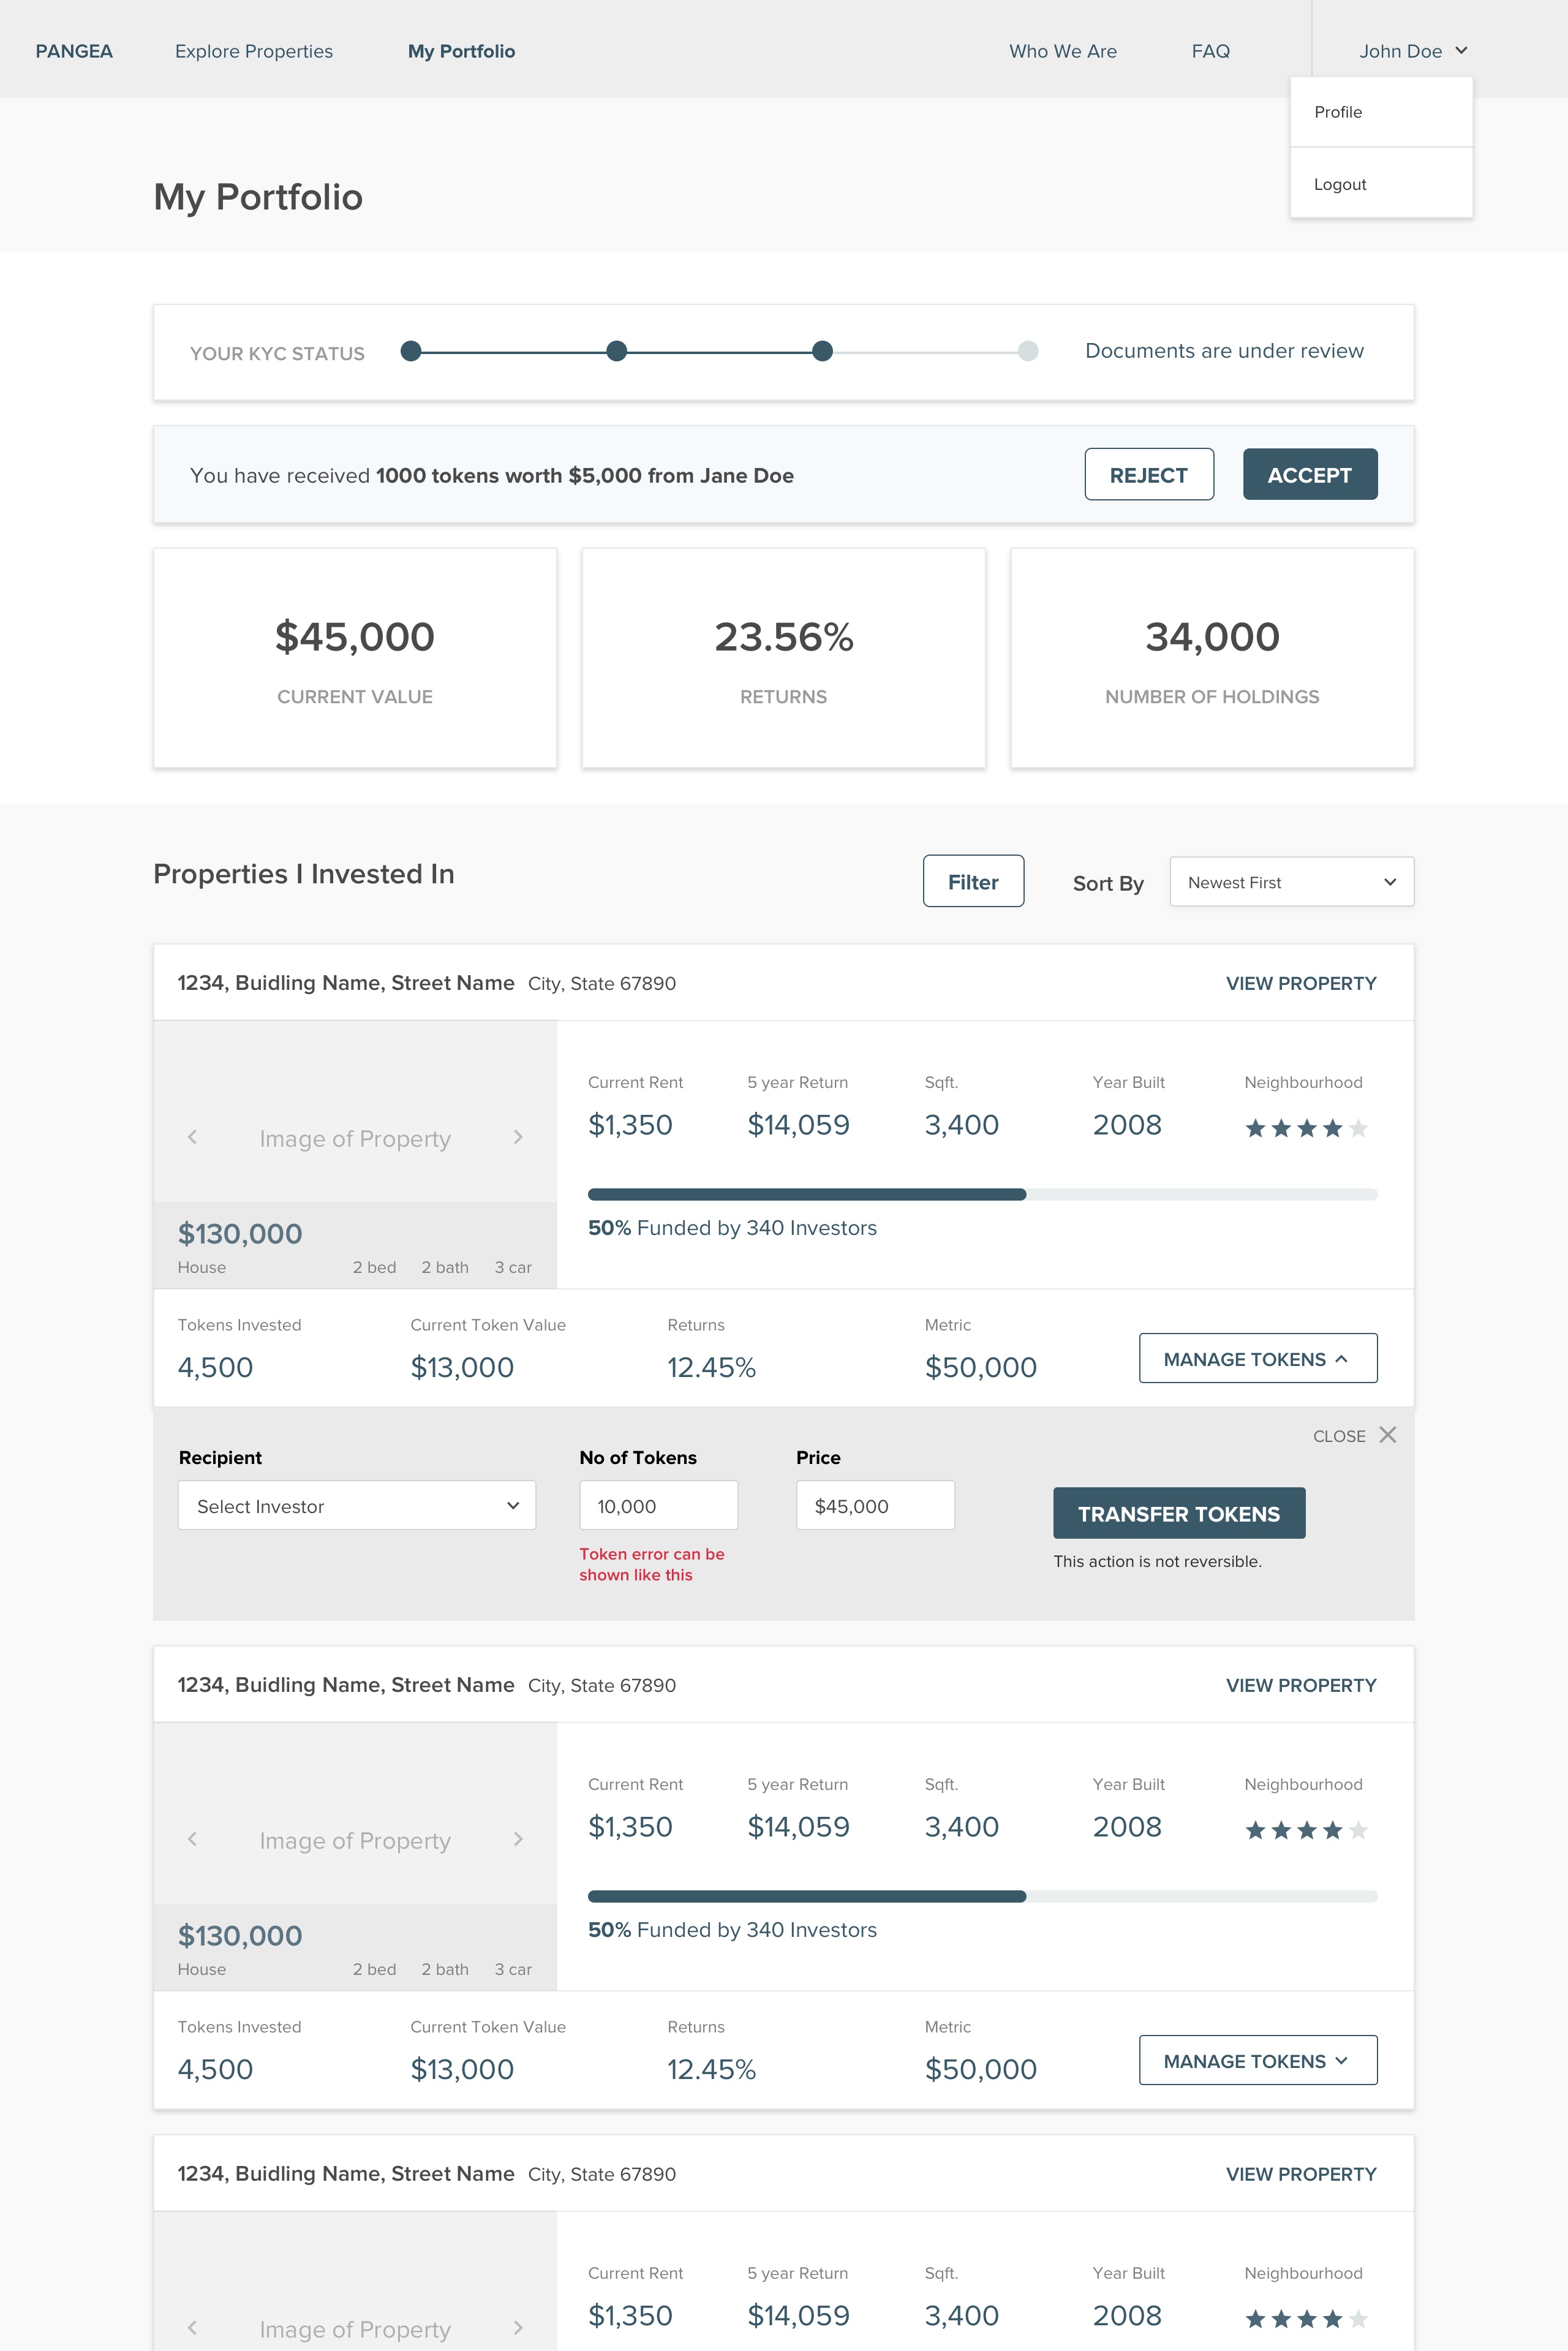 PANGEA Explore Properties My Portfolio Who We Are FAQ John Doe
Profile
Logout
My Portfolio
YOUR KYC STATUS Documents are under review
You have received 1000 tokens worth $5,000 from Jane Doe REJECT ACCEPT
$45,000 23.56% 34,000
CURRENT VALUE RETURNS NUMBER OF HOLDINGS
Properties I Invested In Filter Sort By Newest First
1234, Buidling Name, Street Name City, State 67890 VIEW PROPERTY
Current Rent 5 year Return Sqft. Year Built Neighbourhood
$1,350 $14,059 3,400 2008
Image of Property
50% Funded by 340 Investors
$130,000
House 2 bed 2 bath 3 car
Tokens Invested Current Token Value Returns Metric
4,500 $13,000 12.45% $50,000 MANAGE TOKENS
CLOSE
Recipient No of Tokens Price
Select Investor 10,000 $45,000 TRANSFER TOKENS
Token error can be
shown like this
This action is not reversible.
1234, Buidling Name, Street Name City, State 67890 VIEW PROPERTY
Current Rent 5 year Return Sqft. Year Built Neighbourhood
$1,350 $14,059 3,400 2008
Image of Property
50% Funded by 340 Investors
$130,000
House 2 bed 2 bath 3 car
Tokens Invested Current Token Value Returns Metric
4,500 $13,000 12.45% $50,000 MANAGE TOKENS
1234, Buidling Name, Street Name City, State 67890 VIEW PROPERTY
Current Rent 5 year Return Sqft. Year Built Neighbourhood
$1,350 $14,059 3,400 2008
Image of Property